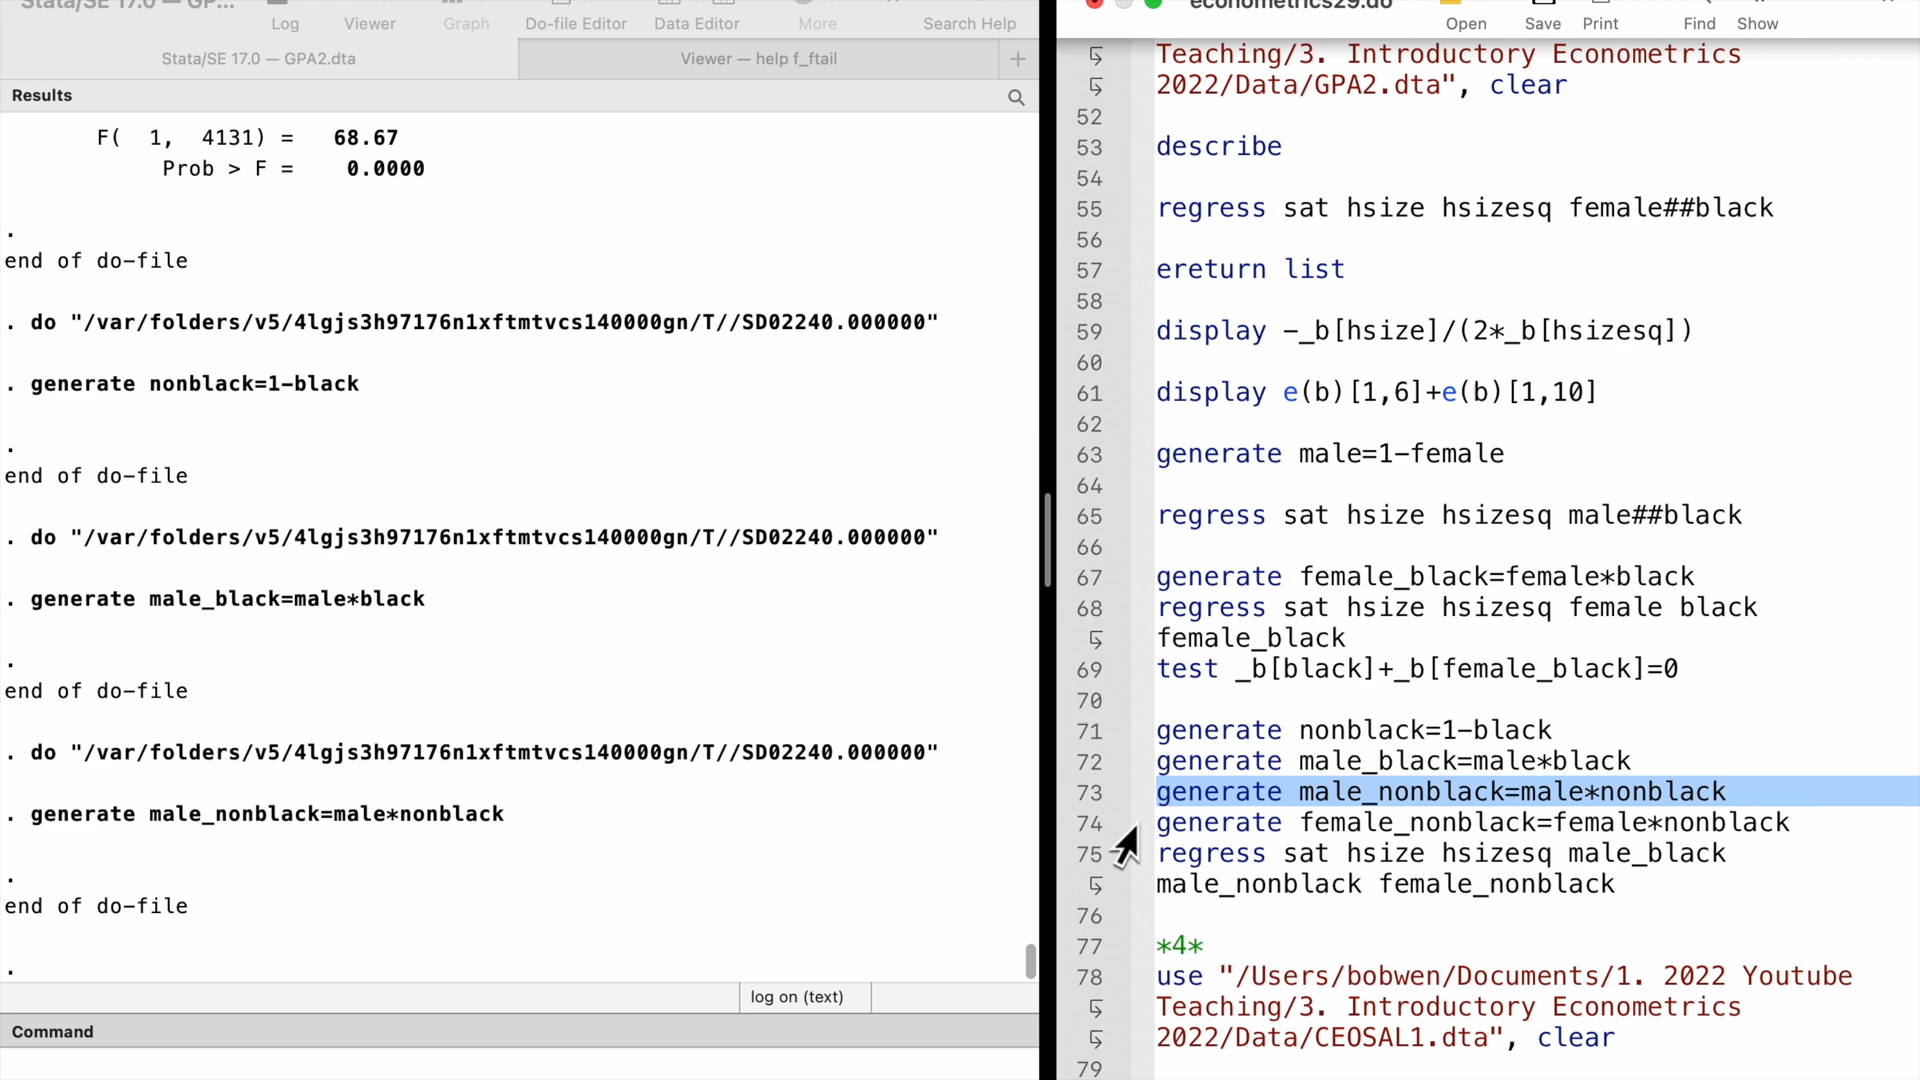 Stata/SE 17.0 — GP...
Log
Viewer
Graph
Do-file Editor
Data Editor
More
Search Help
Stata/SE 17.0 — GPA2.dta
Viewer — help f_ftail
+
Results
F( 1, 4131) = 68.67
Prob > F = 0.0000
.
end of do-file
. do "/var/folders/v5/4lgjs3h97176n1xftmtvcs140000gn/T//SD02240.000000"
. generate nonblack=1-black
.
end of do-file
. do "/var/folders/v5/4lgjs3h97176n1xftmtvcs140000gn/T//SD02240.000000"
. generate male_black=male*black
.
end of do-file
. do "/var/folders/v5/4lgjs3h97176n1xftmtvcs140000gn/T//SD02240.000000"
. generate male_nonblack=male*nonblack
.
end of do-file
.
log on (text)
Command
econometrics29.do
Open
Save
Print
Find
Show
Teaching/3. Introductory Econometrics
2022/Data/GPA2.dta", clear
52
53 describe
54
55 regress sat hsize hsizesq female##black
56
57 ereturn list
58
59 display -_b[hsize]/(2*_b[hsizesq])
60
61 display e(b)[1,6]+e(b)[1,10]
62
63 generate male=1-female
64
65 regress sat hsize hsizesq male##black
66
67 generate female_black=female*black
68 regress sat hsize hsizesq female black
female_black
69 test _b[black]+_b[female_black]=0
70
71 generate nonblack=1-black
72 generate male_black=male*black
73 generate male_nonblack=male*nonblack
74 generate female_nonblack=female*nonblack
75 regress sat hsize hsizesq male_black
male_nonblack female_nonblack
76
77 *4*
78 use "/Users/bobwen/Documents/1. 2022 Youtube
Teaching/3. Introductory Econometrics
2022/Data/CEOSAL1.dta", clear
79